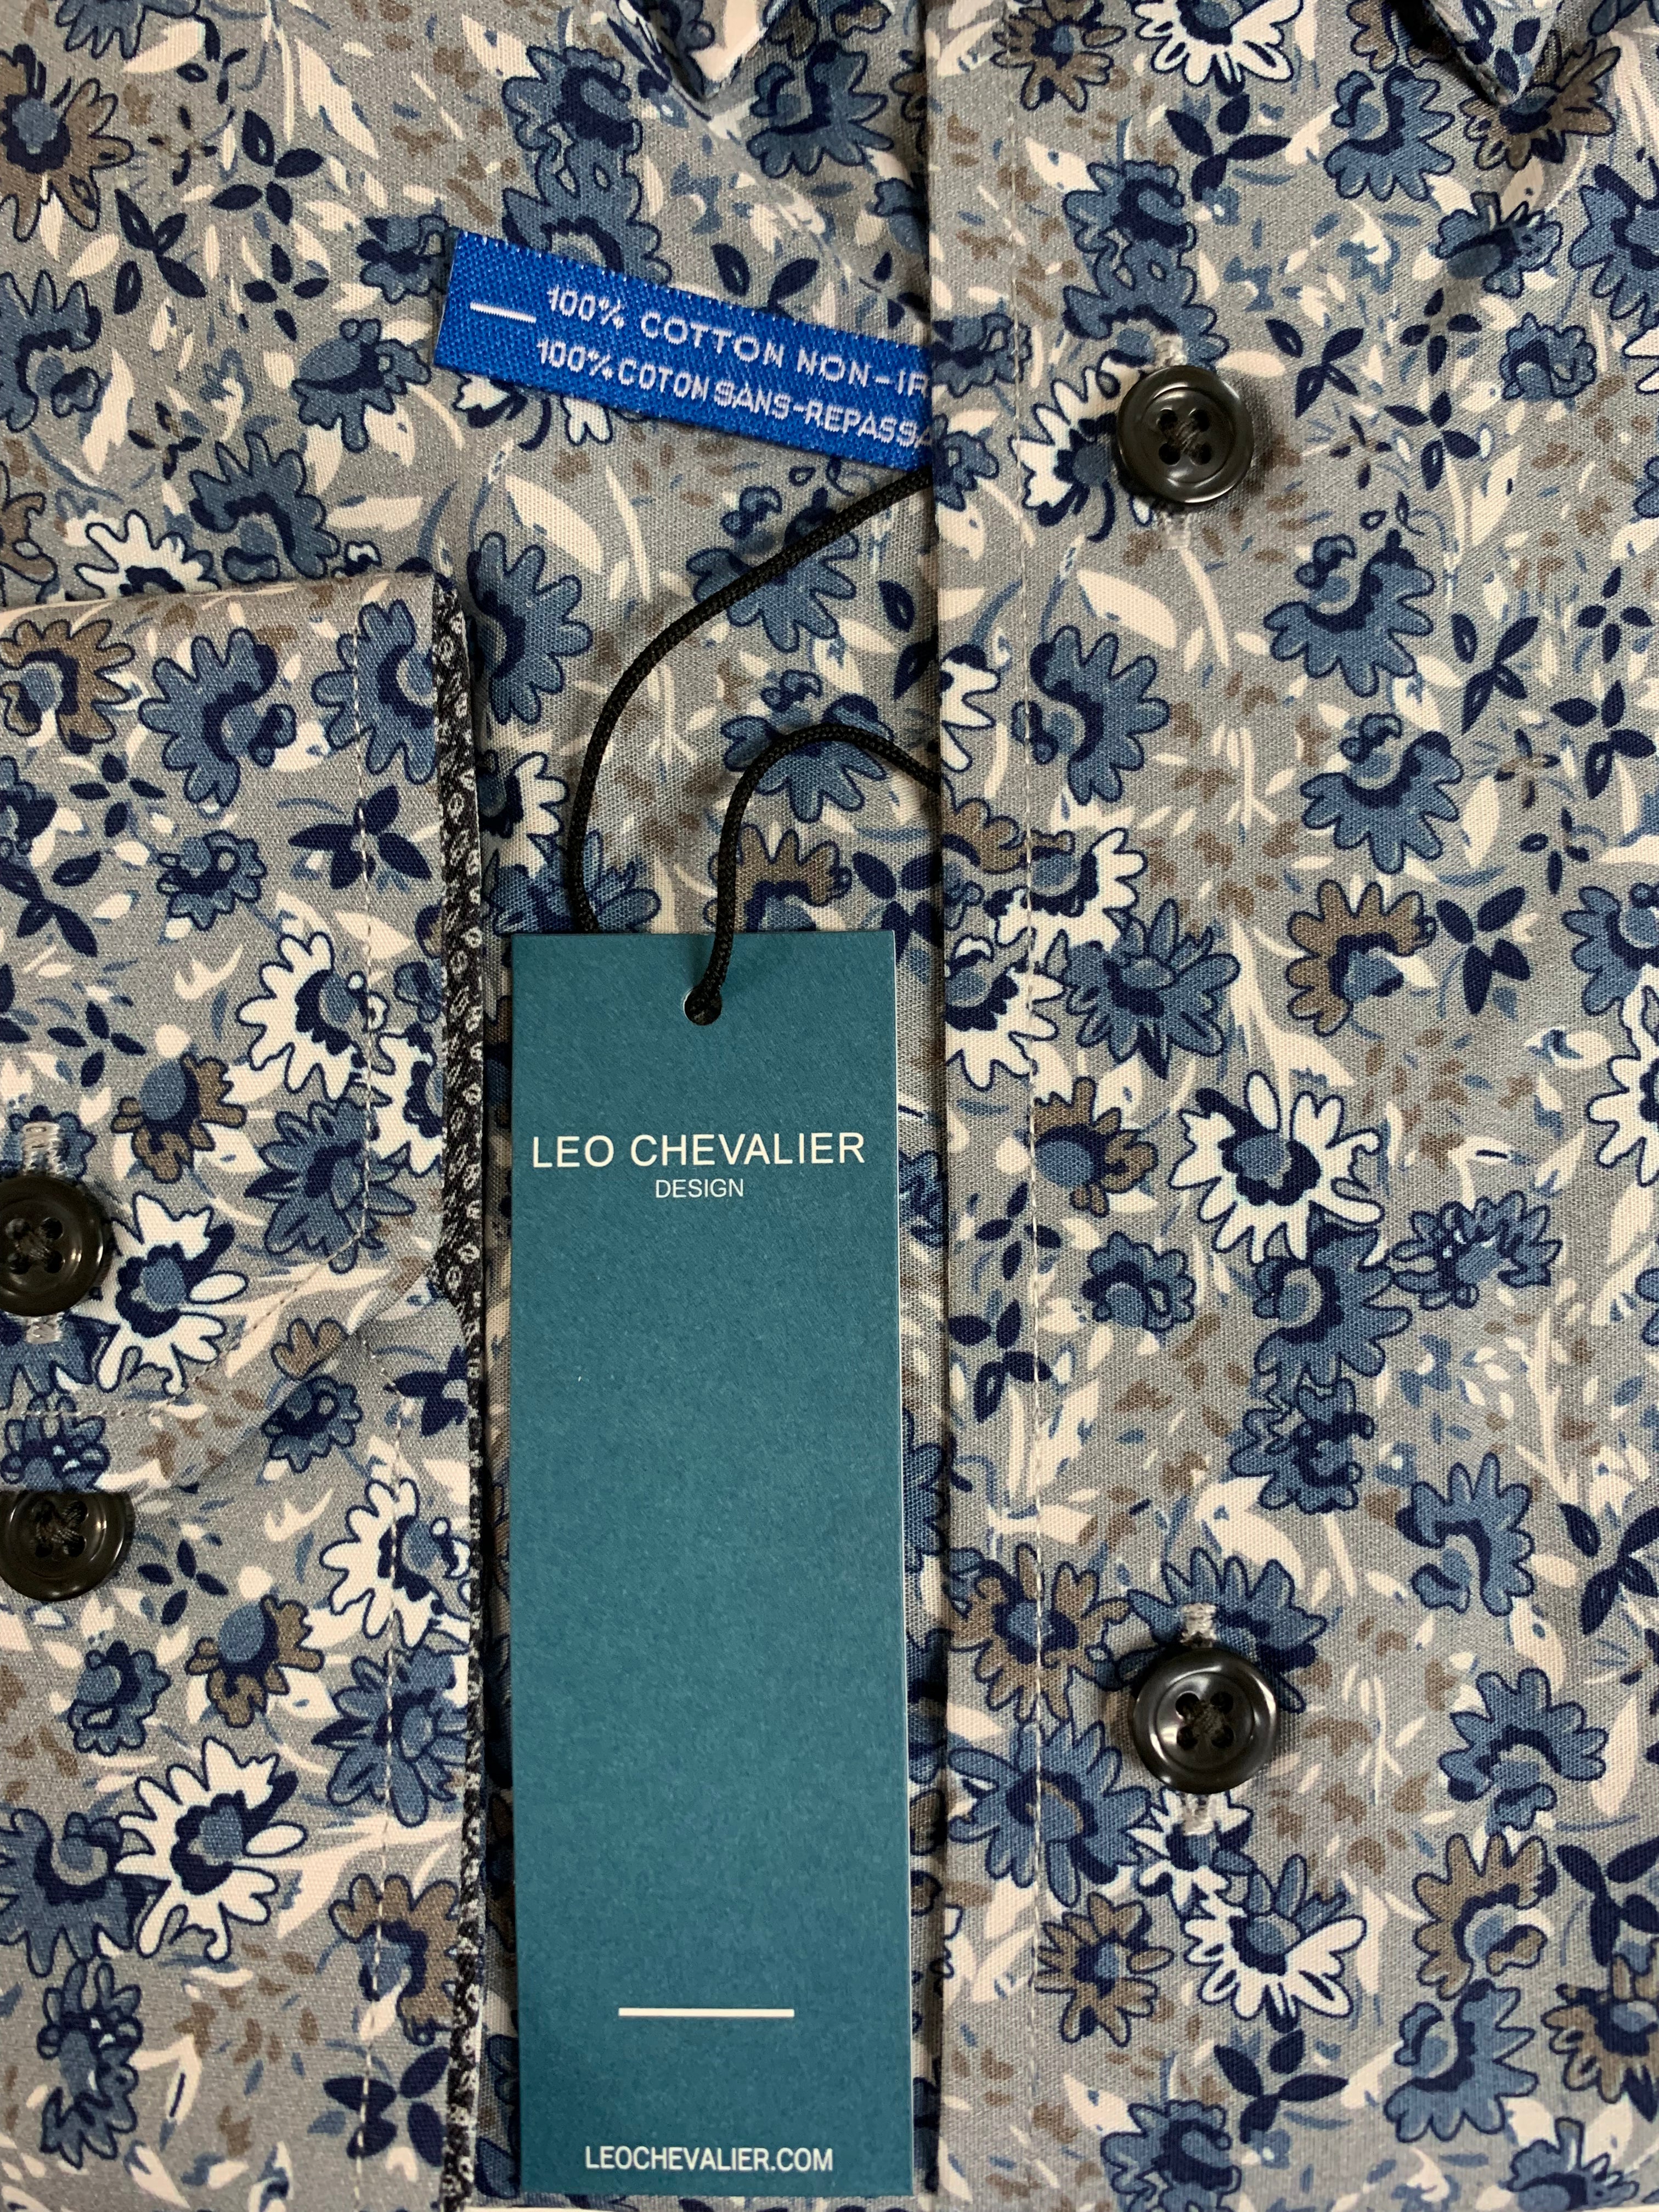 100% COTTON NON-IR
100% COTON SANS-REPASSA
LEO CHEVALIER
DESIGN
LEOCHEVALIER.COM